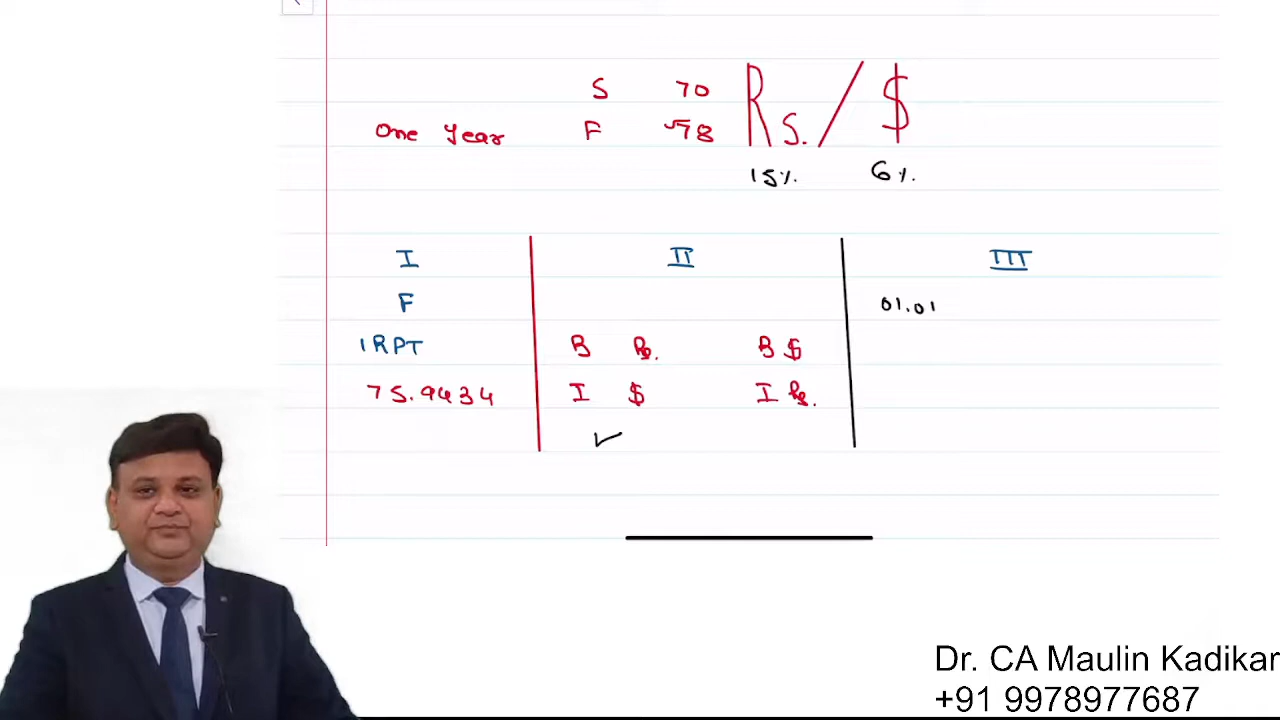 S 70 Rs. / $
One Year F 78
15%. 6%.
I II III
F 01.01
IRPT B Rs. B $
75.9434 I $ I Rs.
Dr. CA Maulin Kadikar
+91 9978977687